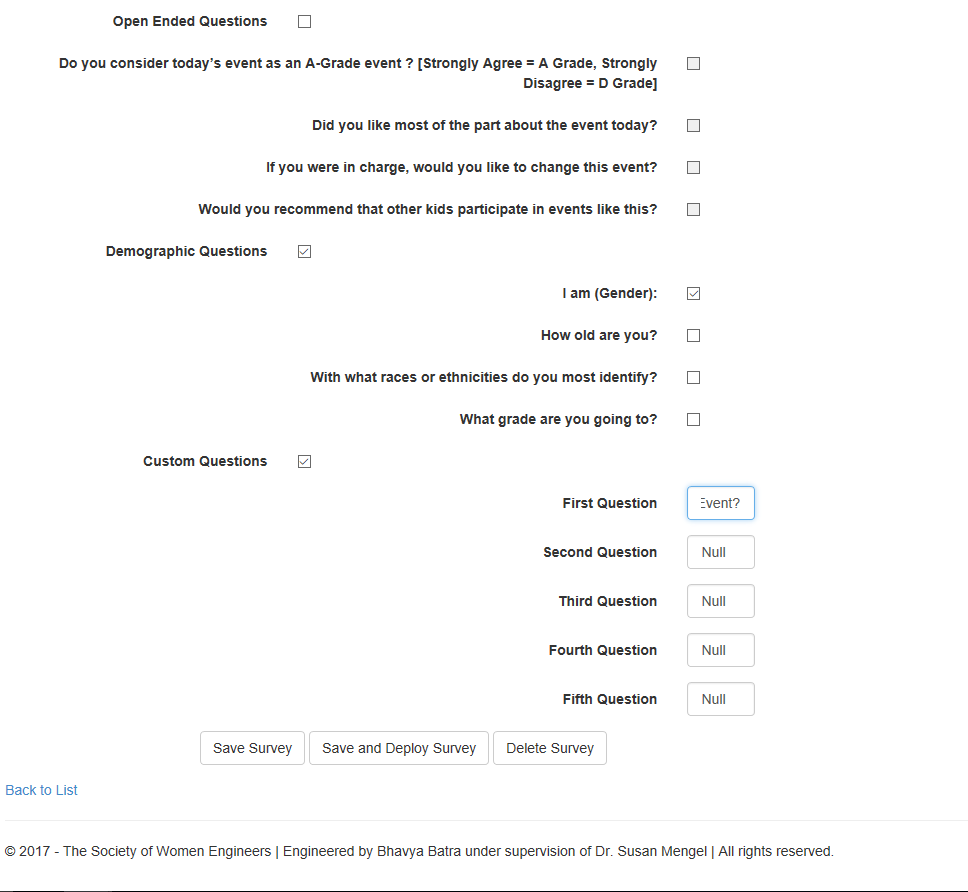 Open Ended Questions
Do you consider today's event as an A-Grade event ? [Strongly Agree = A Grade, Strongly
Disagree = D Grade]
Did you like most of the part about the event today?
If you were in charge, would you like to change this event?
Would you recommend that other kids participate in events like this?
Demographic Questions
I am (Gender):
How old are you?
With what races or ethnicities do you most identify?
What grade are you going to?
Custom Questions
First Question Event?
Second Question Null
Third Question Null
Fourth Question Null
Fifth Question Null
Save Survey Save and Deploy Survey Delete Survey
Back to List
© 2017 - The Society of Women Engineers | Engineered by Bhavya Batra under supervision of Dr. Susan Mengel | All rights reserved.